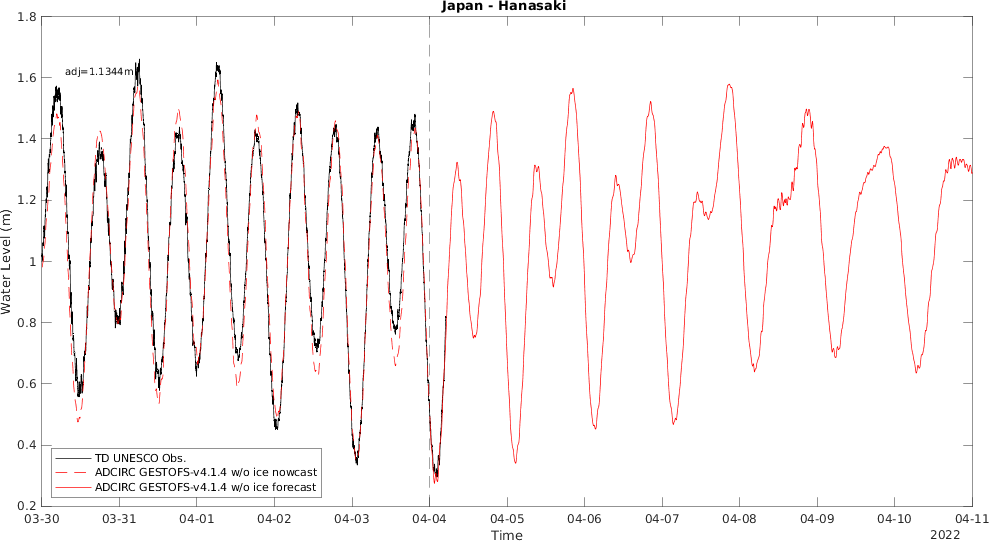 Japan - Hanasaki
1.8
1.6
1.4
1.2
1
0.8
0.6
0.4
0.2
Water Level (m)
adj=1.1344m
TD UNESCO Obs.
ADCIRC GESTOFS-v4.1.4 w/o ice nowcast
ADCIRC GESTOFS-v4.1.4 w/o ice forecast
03-30 03-31 04-01 04-02 04-03 04-04 04-05 04-06 04-07 04-08 04-09 04-10 04-11
Time
2022